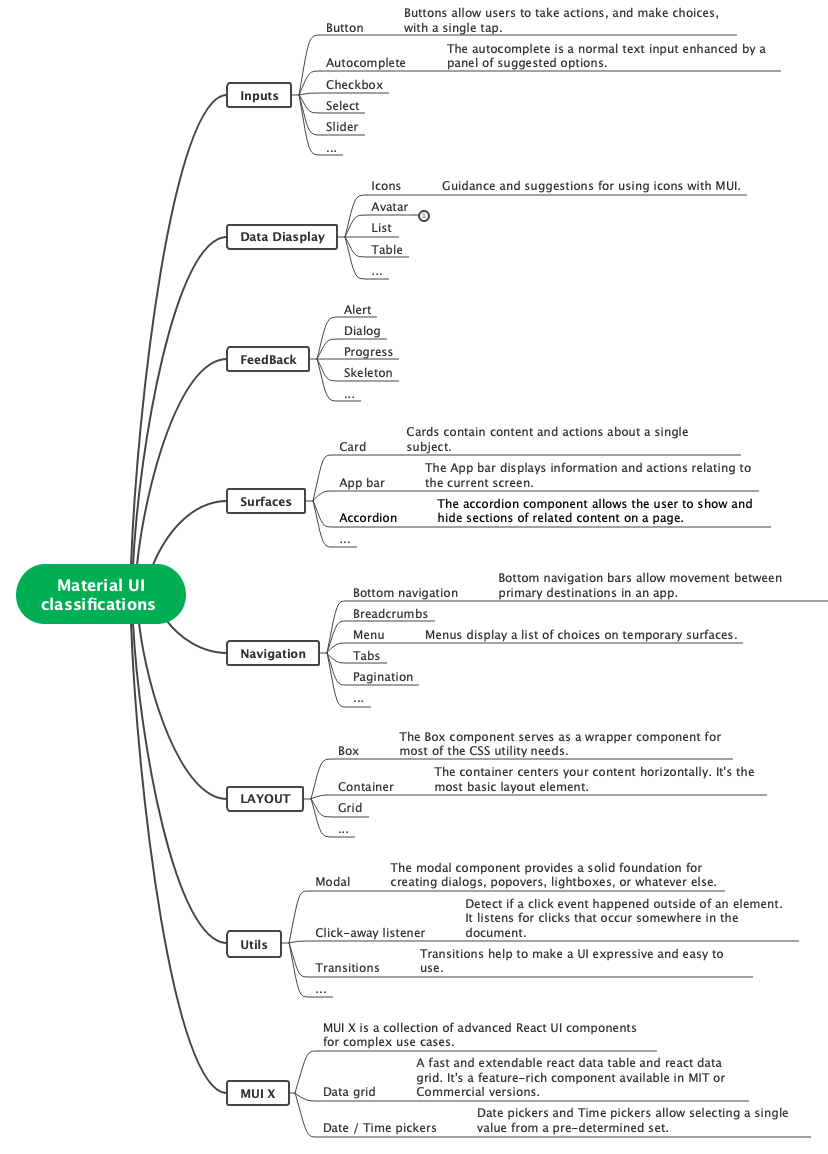 Material UI
classifications
Inputs
Button
Buttons allow users to take actions, and make choices,
with a single tap.
Autocomplete
The autocomplete is a normal text input enhanced by a
panel of suggested options.
Checkbox
Select
Slider
...
Data Diasplay
Icons
Guidance and suggestions for using icons with MUI.
Avatar
List
Table
...
FeedBack
Alert
Dialog
Progress
Skeleton
...
Surfaces
Card
Cards contain content and actions about a single
subject.
App bar
The App bar displays information and actions relating to
the current screen.
Accordion
The accordion component allows the user to show and
hide sections of related content on a page.
...
Navigation
Bottom navigation
Bottom navigation bars allow movement between
primary destinations in an app.
Breadcrumbs
Menu
Menus display a list of choices on temporary surfaces.
Tabs
Pagination
...
LAYOUT
Box
The Box component serves as a wrapper component for
most of the CSS utility needs.
Container
The container centers your content horizontally. It's the
most basic layout element.
Grid
...
Utils
Modal
The modal component provides a solid foundation for
creating dialogs, popovers, lightboxes, or whatever else.
Click-away listener
Detect if a click event happened outside of an element.
It listens for clicks that occur somewhere in the
document.
Transitions
Transitions help to make a UI expressive and easy to
use.
...
MUI X
MUI X is a collection of advanced React UI components
for complex use cases.
Data grid
A fast and extendable react data table and react data
grid. It's a feature-rich component available in MIT or
Commercial versions.
Date / Time pickers
Date pickers and Time pickers allow selecting a single
value from a pre-determined set.